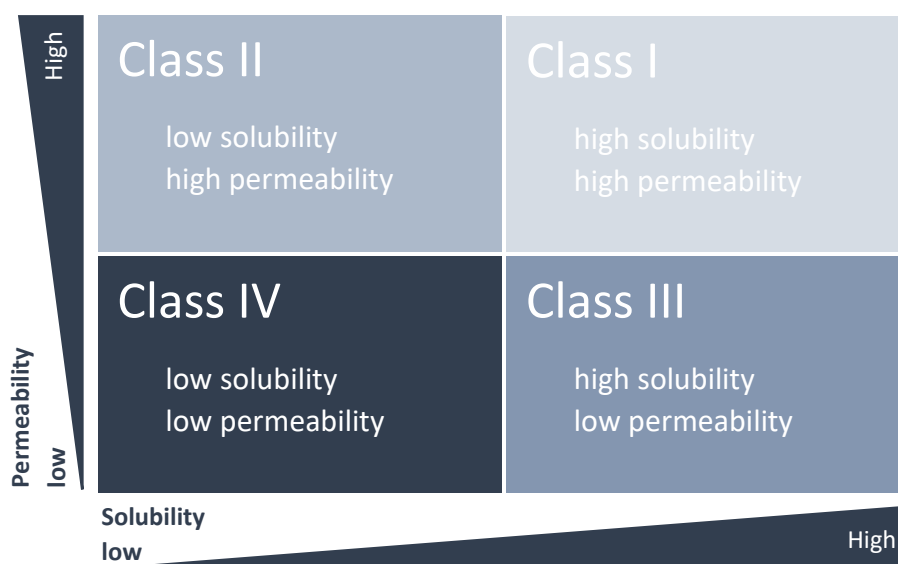 High
Class II
low solubility
high permeability
Class I
high solubility
high permeability
Class IV
low solubility
low permeability
Class III
high solubility
low permeability
Permeability
low
Solubility
low
High